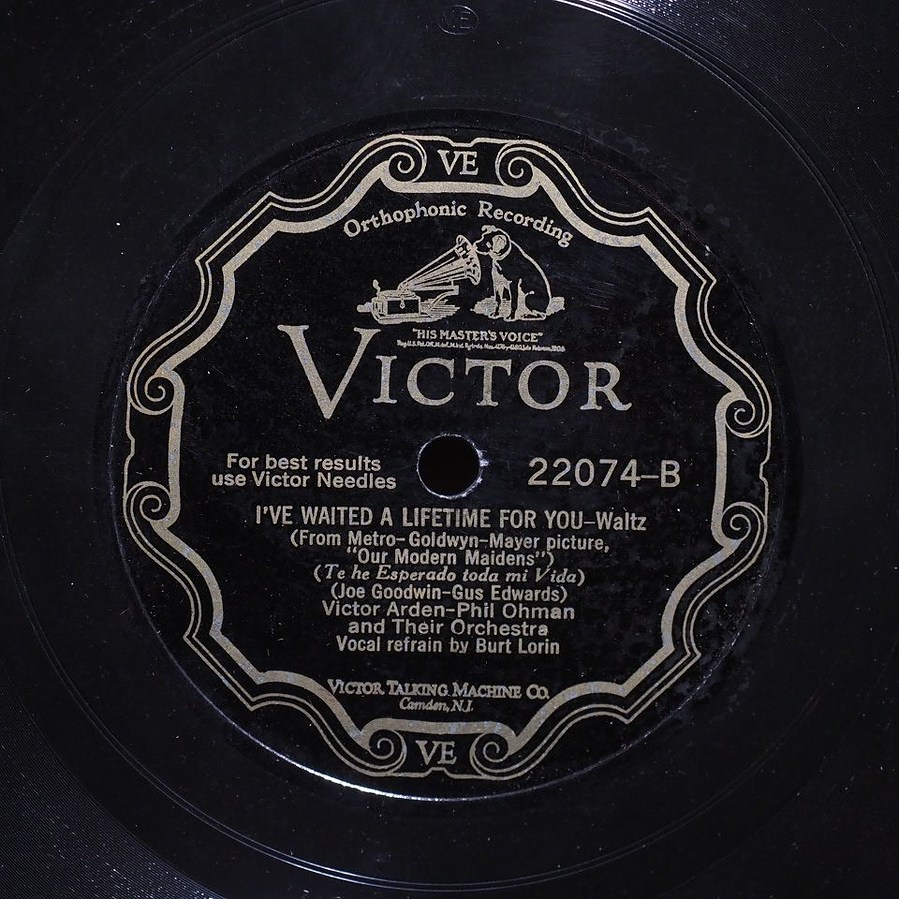 VE
VE
Orthophonic Recording
"HIS MASTER'S VOICE"
VICTOR
For best results
use Victor Needles
22074-B
I'VE WAITED A LIFETIME FOR YOU-Waltz
(From Metro-Goldwyn-Mayer picture,
"Our Modern Maidens")
(Te he Esperado toda mi Vida)
(Joe Goodwin-Gus Edwards)
Victor Arden-Phil Ohman
and Their Orchestra
Vocal refrain by Burt Lorin
VICTOR TALKING MACHINE CO.
Camden, N.J.
VE